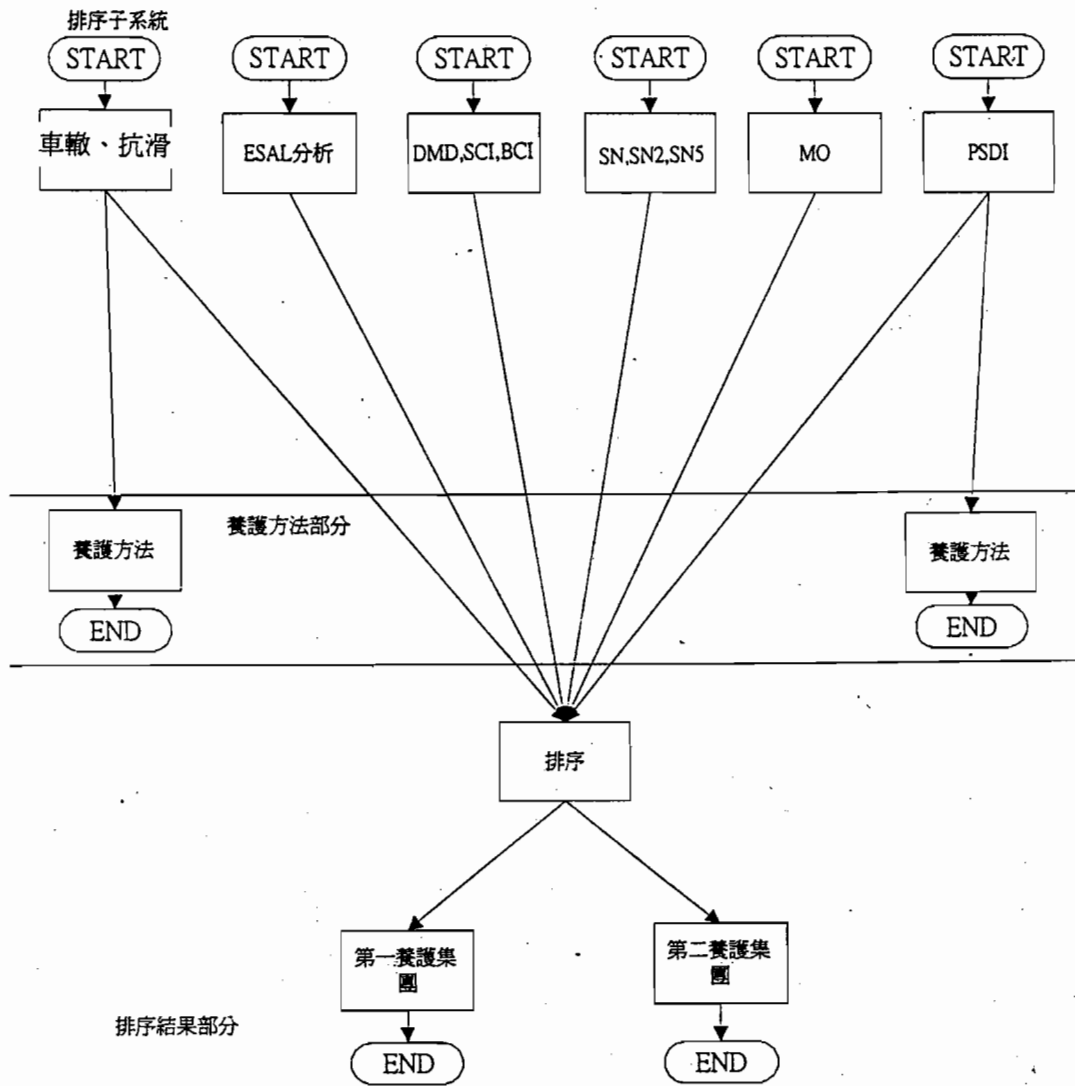 排序子系統
START START START START START START
車轍、抗滑 ESAL分析 DMD,SCI,BCI SN,SN2,SN5 MO PSDI
養護方法部分
養護方法 養護方法
END END
排序
第一養護集
團
第二養護集
團
排序結果部分
END END